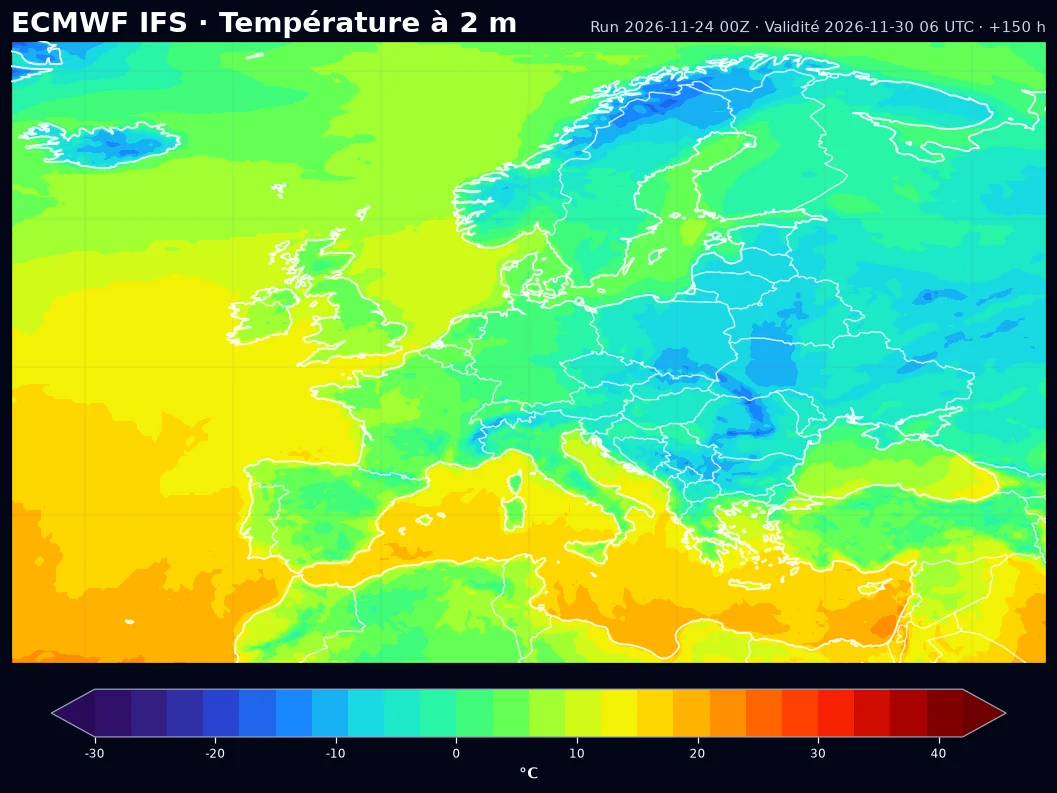 ECMWF IFS · Température à 2 m
Run 2026-11-24 00Z · Validité 2026-11-30 06 UTC · +150 h
-30 -20 -10 0 10 20 30 40
°C